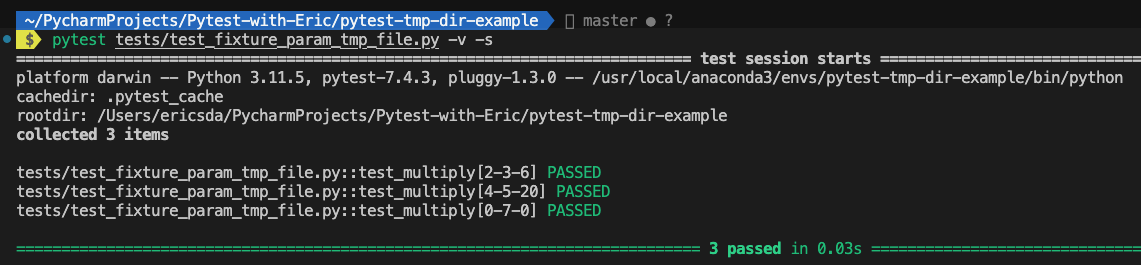 ~/PycharmProjects/Pytest-with-Eric/pytest-tmp-dir-example master ● ?
$ pytest tests/test_fixture_param_tmp_file.py -v -s
=========================================================================== test session starts ==============================
platform darwin -- Python 3.11.5, pytest-7.4.3, pluggy-1.3.0 -- /usr/local/anaconda3/envs/pytest-tmp-dir-example/bin/python
cachedir: .pytest_cache
rootdir: /Users/ericsda/PycharmProjects/Pytest-with-Eric/pytest-tmp-dir-example
collected 3 items
tests/test_fixture_param_tmp_file.py::test_multiply[2-3-6] PASSED
tests/test_fixture_param_tmp_file.py::test_multiply[4-5-20] PASSED
tests/test_fixture_param_tmp_file.py::test_multiply[0-7-0] PASSED
============================================================================ 3 passed in 0.03s ==============================